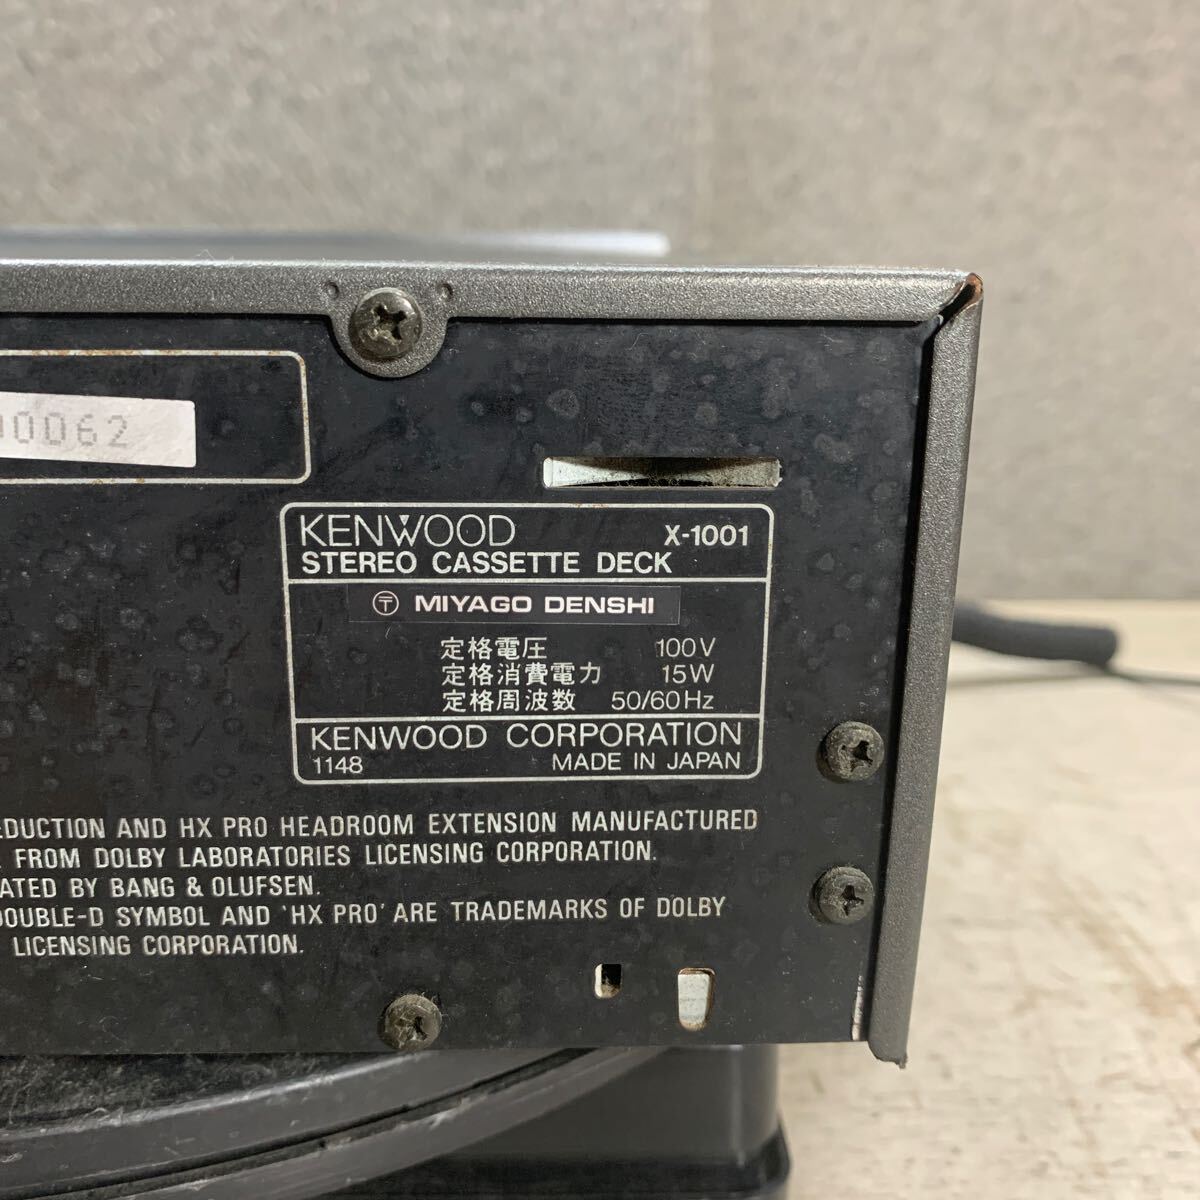 0062
KENWOOD X-1001
STEREO CASSETTE DECK
〒 MIYAGO DENSHI
定格電圧 100V
定格消費電力 15W
定格周波数 50/60Hz
KENWOOD CORPORATION
1148 MADE IN JAPAN
EDUCTION AND HX PRO HEADROOM EXTENSION MANUFACTURED
FROM DOLBY LABORATORIES LICENSING CORPORATION.
ATED BY BANG & OLUFSEN.
DOUBLE-D SYMBOL AND 'HX PRO' ARE TRADEMARKS OF DOLBY
LICENSING CORPORATION.